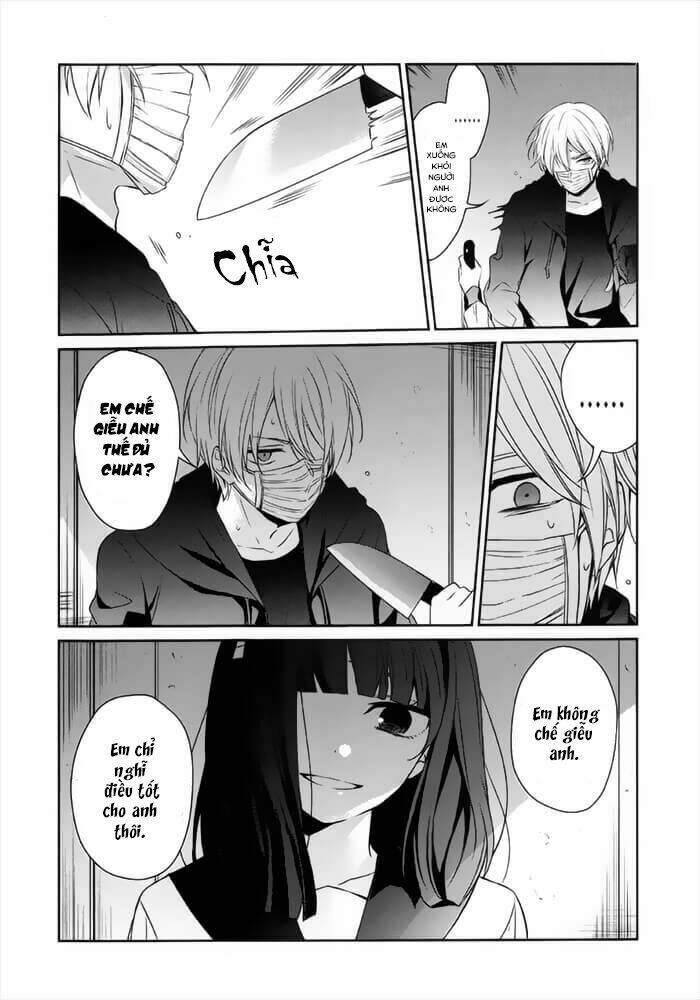 ......
EM
XUỐNG
KHỎI
NGƯỜI
ANH
ĐƯỢC
KHÔNG
Chĩa
......
EM CHẾ
GIỄU ANH
THẾ ĐỦ
CHƯA?
Em không
chế giễu
anh.
Em chỉ
nghĩ
điều tốt
cho anh
thôi.